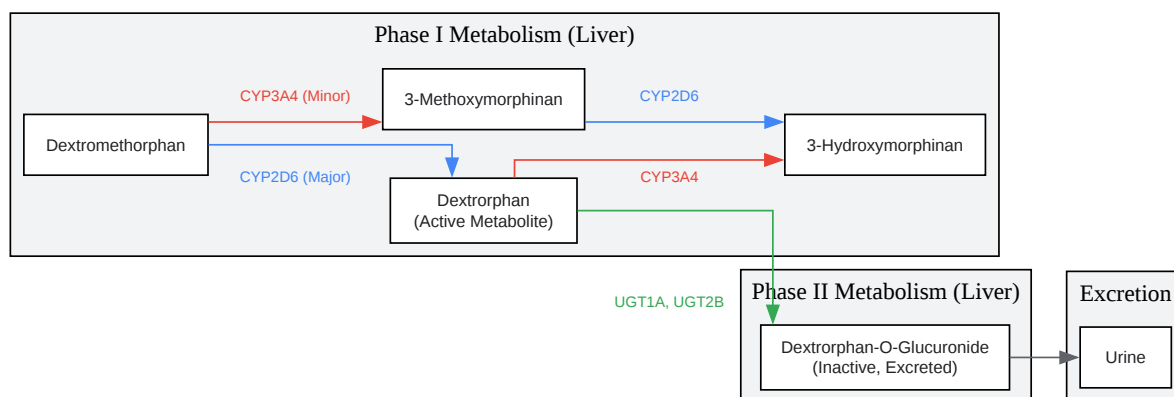 Phase I Metabolism (Liver)
CYP3A4 (Minor)
3-Methoxymorphinan
CYP2D6
Dextromethorphan
3-Hydroxymorphinan
CYP2D6 (Major)
CYP3A4
Dextrorphan
(Active Metabolite)
Phase II Metabolism (Liver)
Excretion
UGT1A, UGT2B
Dextrorphan-O-Glucuronide
(Inactive, Excreted)
Urine